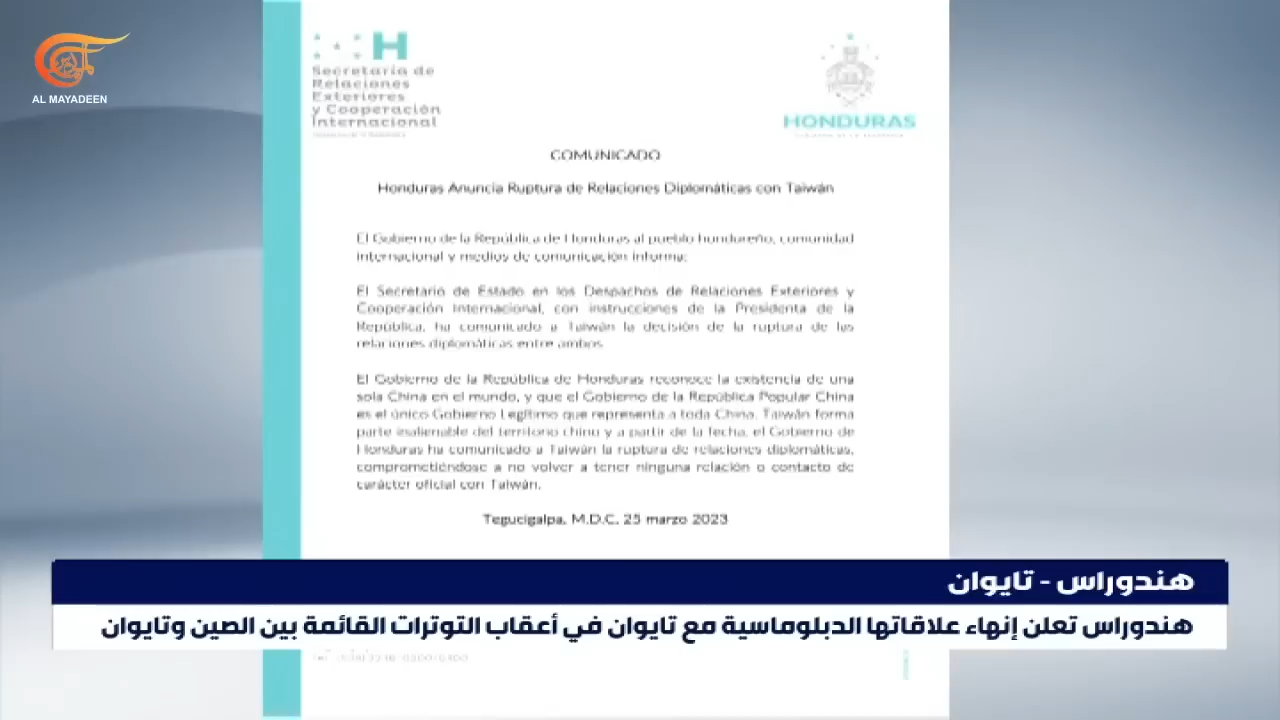 AL MAYADEEN
H
Secretaría de
Relaciones
Exteriores
y Cooperación
Internacional
HONDURAS
COMUNICADO
Honduras Anuncia Ruptura de Relaciones Diplomáticas con Taiwán
El Gobierno de la República de Honduras al pueblo hondureño, comunidad
internacional y medios de comunicación informa:
El Secretario de Estado en los Despachos de Relaciones Exteriores y
Cooperación Internacional, con instrucciones de la Presidenta de la
República, ha comunicado a Taiwán la decisión de la ruptura de las
relaciones diplomáticas entre ambos.
El Gobierno de la República de Honduras reconoce la existencia de una
sola China en el mundo, y que el Gobierno de la República Popular China
es el único Gobierno Legítimo que representa a toda China. Taiwán forma
parte inalienable del territorio chino y a partir de la fecha, el Gobierno de
Honduras ha comunicado a Taiwán la ruptura de relaciones diplomáticas,
comprometiéndose a no volver a tener ninguna relación o contacto de
carácter oficial con Taiwán.
Tegucigalpa, M.D.C. 25 marzo 2023
هندوراس - تايوان
هندوراس تعلن إنهاء علاقاتها الدبلوماسية مع تايوان في أعقاب التوترات القائمة بين الصين وتايوان